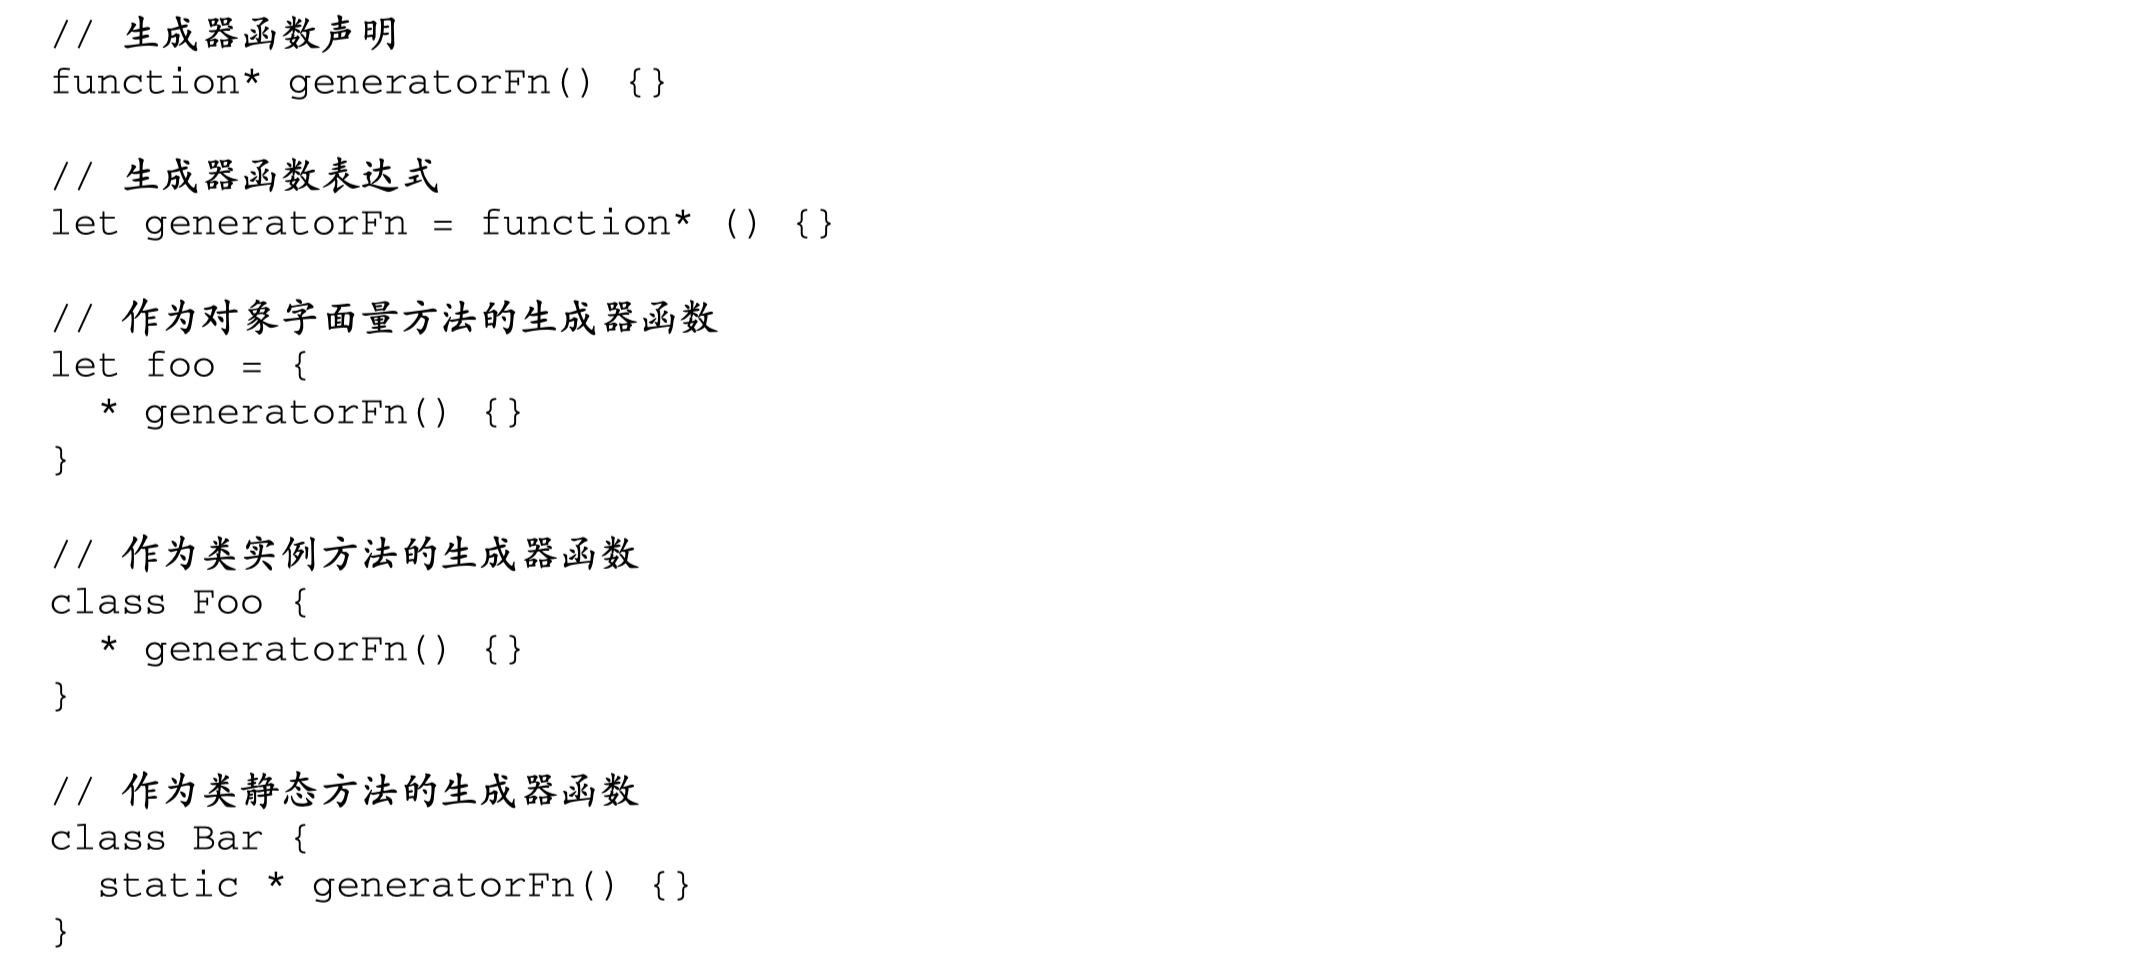 // 生成器函数声明
function* generatorFn() {}
// 生成器函数表达式
let generatorFn = function* () {}
// 作为对象字面量方法的生成器函数
let foo = {
  * generatorFn() {}
}
// 作为类实例方法的生成器函数
class Foo {
  * generatorFn() {}
}
// 作为类静态方法的生成器函数
class Bar {
  static * generatorFn() {}
}